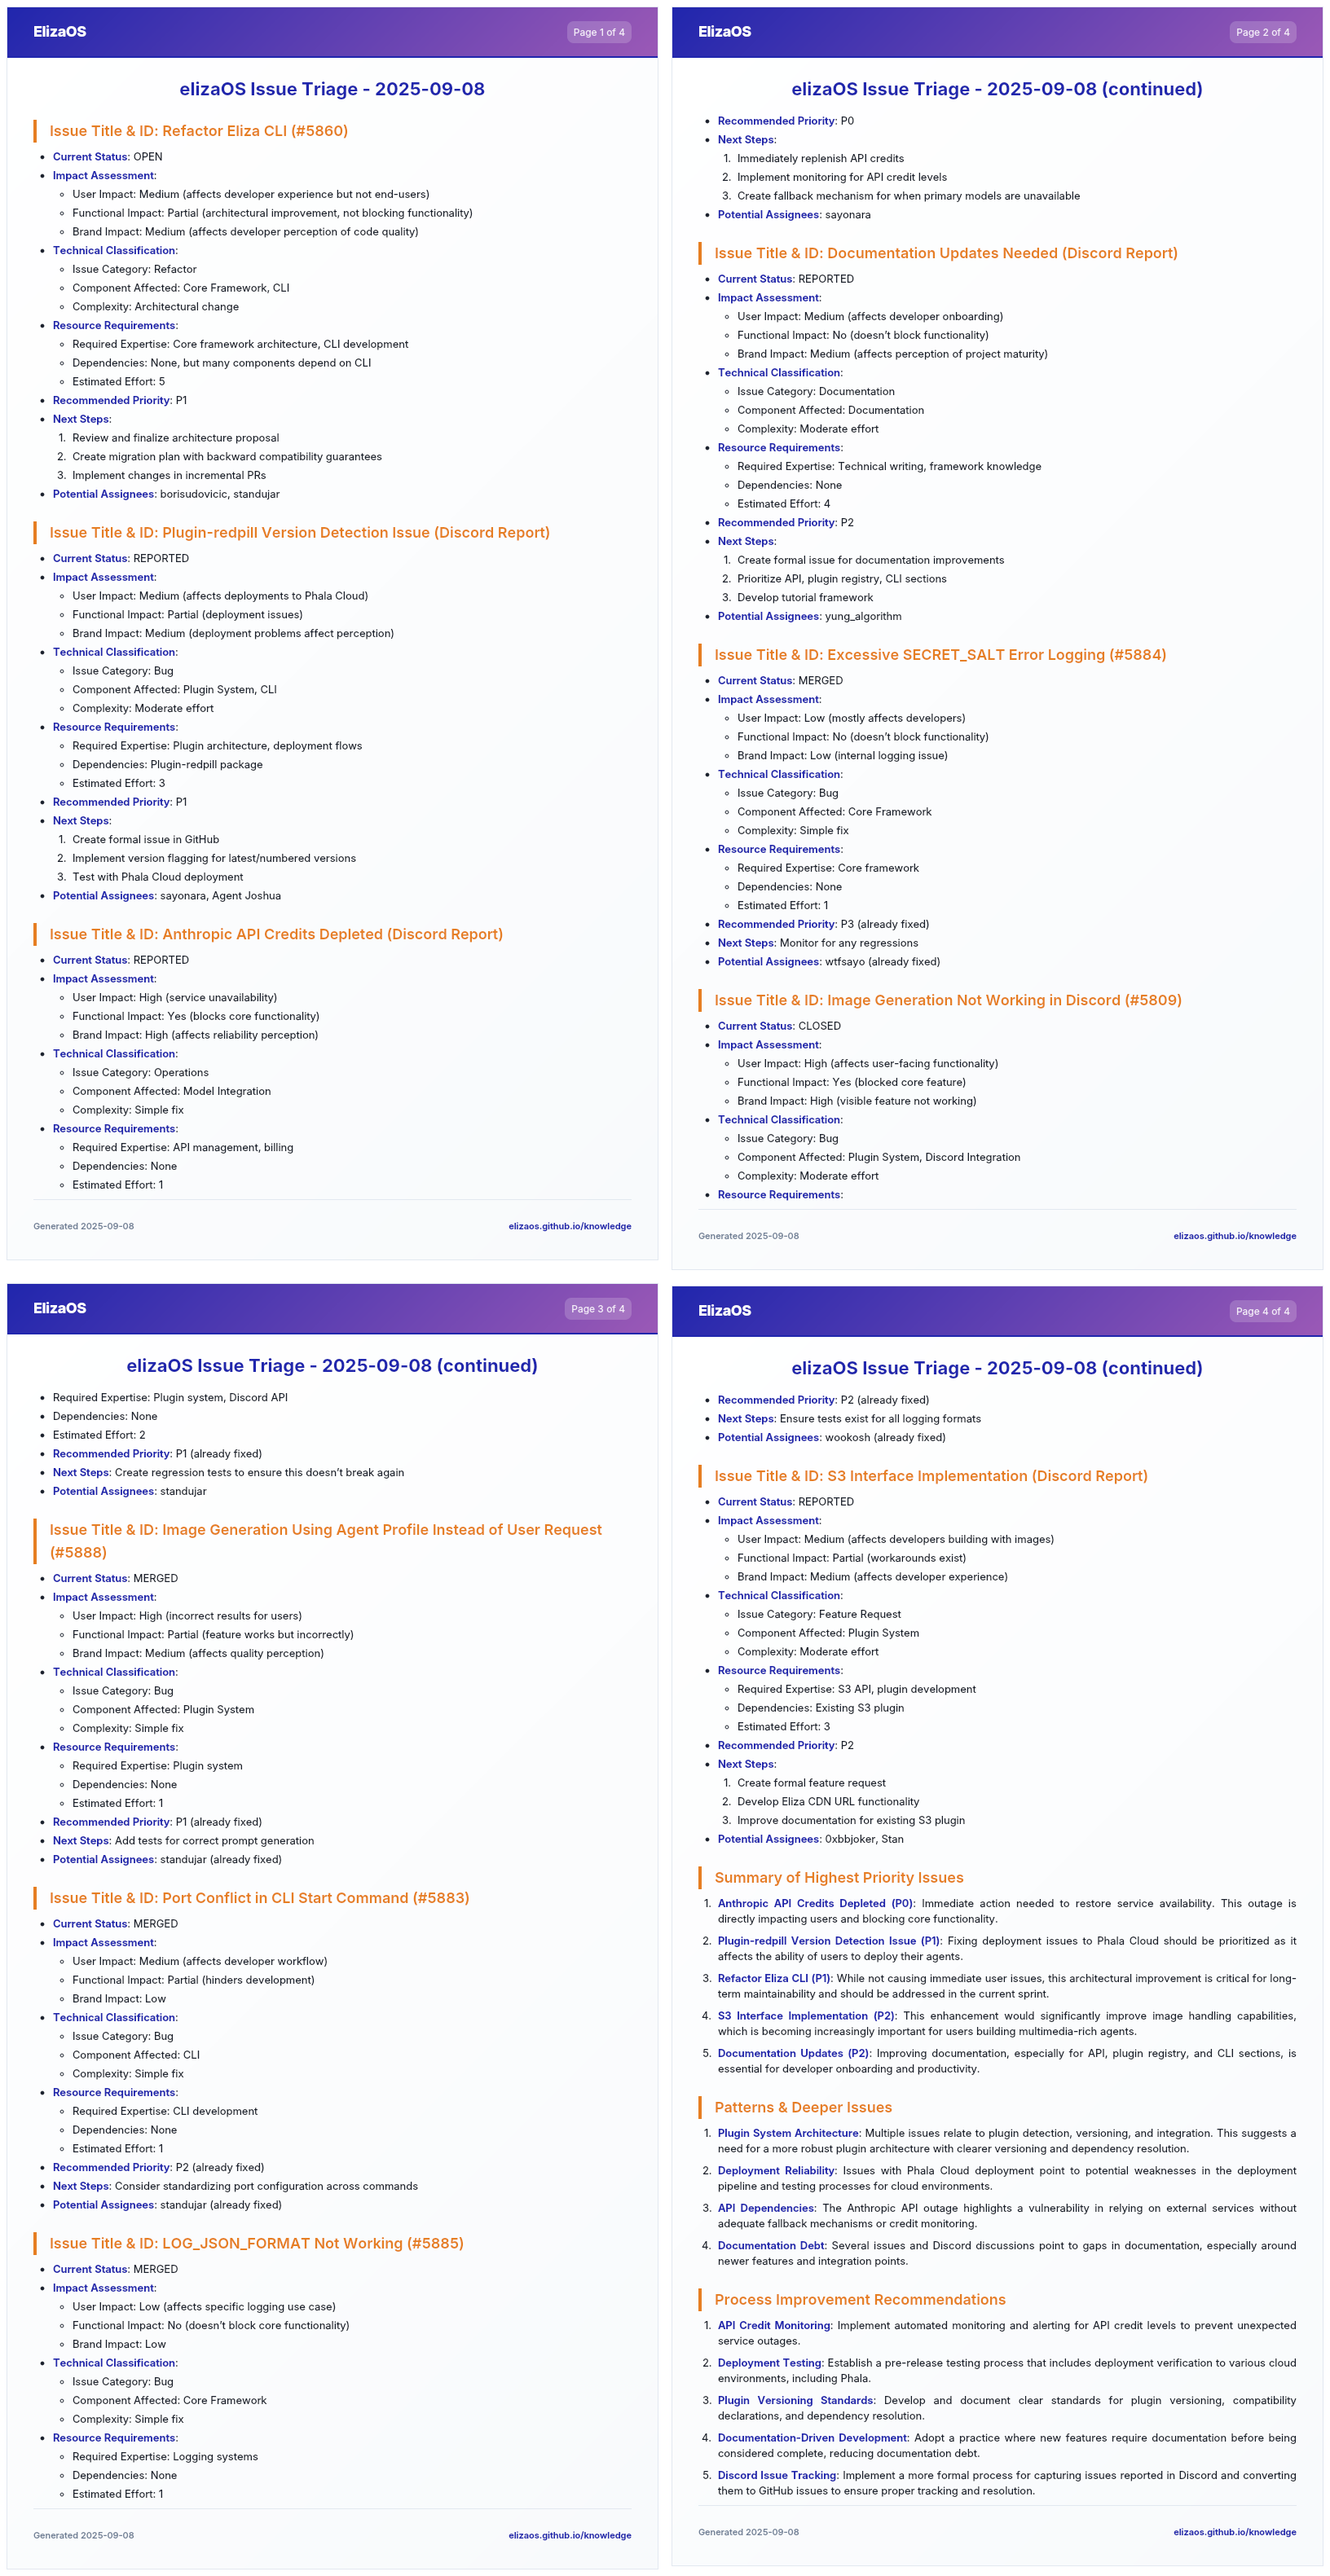 ElizaOS
Page 1 of 4
elizaOS Issue Triage - 2025-09-08
Issue Title & ID: Refactor Eliza CLI (#5860)
• Current Status: OPEN
• Impact Assessment:
◦ User Impact: Medium (affects developer experience but not end-users)
◦ Functional Impact: Partial (architectural improvement, not blocking functionality)
◦ Brand Impact: Medium (affects developer perception of code quality)
• Technical Classification:
◦ Issue Category: Refactor
◦ Component Affected: Core Framework, CLI
◦ Complexity: Architectural change
• Resource Requirements:
◦ Required Expertise: Core framework architecture, CLI development
◦ Dependencies: None, but many components depend on CLI
◦ Estimated Effort: 5
• Recommended Priority: P1
• Next Steps:
1. Review and finalize architecture proposal
2. Create migration plan with backward compatibility guarantees
3. Implement changes in incremental PRs
• Potential Assignees: borisudovicic, standujar
Issue Title & ID: Plugin-redpill Version Detection Issue (Discord Report)
• Current Status: REPORTED
• Impact Assessment:
◦ User Impact: Medium (affects deployments to Phala Cloud)
◦ Functional Impact: Partial (deployment issues)
◦ Brand Impact: Medium (deployment problems affect perception)
• Technical Classification:
◦ Issue Category: Bug
◦ Component Affected: Plugin System, CLI
◦ Complexity: Moderate effort
• Resource Requirements:
◦ Required Expertise: Plugin architecture, deployment flows
◦ Dependencies: Plugin-redpill package
◦ Estimated Effort: 3
• Recommended Priority: P1
• Next Steps:
1. Create formal issue in GitHub
2. Implement version flagging for latest/numbered versions
3. Test with Phala Cloud deployment
• Potential Assignees: sayonara, Agent Joshua
Issue Title & ID: Anthropic API Credits Depleted (Discord Report)
• Current Status: REPORTED
• Impact Assessment:
◦ User Impact: High (service unavailability)
◦ Functional Impact: Yes (blocks core functionality)
◦ Brand Impact: High (affects reliability perception)
• Technical Classification:
◦ Issue Category: Operations
◦ Component Affected: Model Integration
◦ Complexity: Simple fix
• Resource Requirements:
◦ Required Expertise: API management, billing
◦ Dependencies: None
◦ Estimated Effort: 1
Generated 2025-09-08
elizaos.github.io/knowledge
ElizaOS
Page 2 of 4
elizaOS Issue Triage - 2025-09-08 (continued)
• Recommended Priority: P0
• Next Steps:
1. Immediately replenish API credits
2. Implement monitoring for API credit levels
3. Create fallback mechanism for when primary models are unavailable
• Potential Assignees: sayonara
Issue Title & ID: Documentation Updates Needed (Discord Report)
• Current Status: REPORTED
• Impact Assessment:
◦ User Impact: Medium (affects developer onboarding)
◦ Functional Impact: No (doesn't block functionality)
◦ Brand Impact: Medium (affects perception of project maturity)
• Technical Classification:
◦ Issue Category: Documentation
◦ Component Affected: Documentation
◦ Complexity: Moderate effort
• Resource Requirements:
◦ Required Expertise: Technical writing, framework knowledge
◦ Dependencies: None
◦ Estimated Effort: 4
• Recommended Priority: P2
• Next Steps:
1. Create formal issue for documentation improvements
2. Prioritize API, plugin registry, CLI sections
3. Develop tutorial framework
• Potential Assignees: yung_algorithm
Issue Title & ID: Excessive SECRET_SALT Error Logging (#5884)
• Current Status: MERGED
• Impact Assessment:
◦ User Impact: Low (mostly affects developers)
◦ Functional Impact: No (doesn't block functionality)
◦ Brand Impact: Low (internal logging issue)
• Technical Classification:
◦ Issue Category: Bug
◦ Component Affected: Core Framework
◦ Complexity: Simple fix
• Resource Requirements:
◦ Required Expertise: Core framework
◦ Dependencies: None
◦ Estimated Effort: 1
• Recommended Priority: P3 (already fixed)
• Next Steps: Monitor for any regressions
• Potential Assignees: wtfsayo (already fixed)
Issue Title & ID: Image Generation Not Working in Discord (#5809)
• Current Status: CLOSED
• Impact Assessment:
◦ User Impact: High (affects user-facing functionality)
◦ Functional Impact: Yes (blocked core feature)
◦ Brand Impact: High (visible feature not working)
• Technical Classification:
◦ Issue Category: Bug
◦ Component Affected: Plugin System, Discord Integration
◦ Complexity: Moderate effort
• Resource Requirements:
Generated 2025-09-08
elizaos.github.io/knowledge
ElizaOS
Page 3 of 4
elizaOS Issue Triage - 2025-09-08 (continued)
• Required Expertise: Plugin system, Discord API
• Dependencies: None
• Estimated Effort: 2
• Recommended Priority: P1 (already fixed)
• Next Steps: Create regression tests to ensure this doesn't break again
• Potential Assignees: standujar
Issue Title & ID: Image Generation Using Agent Profile Instead of User Request
(#5888)
• Current Status: MERGED
• Impact Assessment:
◦ User Impact: High (incorrect results for users)
◦ Functional Impact: Partial (feature works but incorrectly)
◦ Brand Impact: Medium (affects quality perception)
• Technical Classification:
◦ Issue Category: Bug
◦ Component Affected: Plugin System
◦ Complexity: Simple fix
• Resource Requirements:
◦ Required Expertise: Plugin system
◦ Dependencies: None
◦ Estimated Effort: 1
• Recommended Priority: P1 (already fixed)
• Next Steps: Add tests for correct prompt generation
• Potential Assignees: standujar (already fixed)
Issue Title & ID: Port Conflict in CLI Start Command (#5883)
• Current Status: MERGED
• Impact Assessment:
◦ User Impact: Medium (affects developer workflow)
◦ Functional Impact: Partial (hinders development)
◦ Brand Impact: Low
• Technical Classification:
◦ Issue Category: Bug
◦ Component Affected: CLI
◦ Complexity: Simple fix
• Resource Requirements:
◦ Required Expertise: CLI development
◦ Dependencies: None
◦ Estimated Effort: 1
• Recommended Priority: P2 (already fixed)
• Next Steps: Consider standardizing port configuration across commands
• Potential Assignees: standujar (already fixed)
Issue Title & ID: LOG_JSON_FORMAT Not Working (#5885)
• Current Status: MERGED
• Impact Assessment:
◦ User Impact: Low (affects specific logging use case)
◦ Functional Impact: No (doesn't block core functionality)
◦ Brand Impact: Low
• Technical Classification:
◦ Issue Category: Bug
◦ Component Affected: Core Framework
◦ Complexity: Simple fix
• Resource Requirements:
◦ Required Expertise: Logging systems
◦ Dependencies: None
◦ Estimated Effort: 1
Generated 2025-09-08
elizaos.github.io/knowledge
ElizaOS
Page 4 of 4
elizaOS Issue Triage - 2025-09-08 (continued)
• Recommended Priority: P2 (already fixed)
• Next Steps: Ensure tests exist for all logging formats
• Potential Assignees: wookosh (already fixed)
Issue Title & ID: S3 Interface Implementation (Discord Report)
• Current Status: REPORTED
• Impact Assessment:
◦ User Impact: Medium (affects developers building with images)
◦ Functional Impact: Partial (workarounds exist)
◦ Brand Impact: Medium (affects developer experience)
• Technical Classification:
◦ Issue Category: Feature Request
◦ Component Affected: Plugin System
◦ Complexity: Moderate effort
• Resource Requirements:
◦ Required Expertise: S3 API, plugin development
◦ Dependencies: Existing S3 plugin
◦ Estimated Effort: 3
• Recommended Priority: P2
• Next Steps:
1. Create formal feature request
2. Develop Eliza CDN URL functionality
3. Improve documentation for existing S3 plugin
• Potential Assignees: 0xbbjoker, Stan
Summary of Highest Priority Issues
1. Anthropic API Credits Depleted (P0): Immediate action needed to restore service availability. This outage is
directly impacting users and blocking core functionality.
2. Plugin-redpill Version Detection Issue (P1): Fixing deployment issues to Phala Cloud should be prioritized as it
affects the ability of users to deploy their agents.
3. Refactor Eliza CLI (P1): While not causing immediate user issues, this architectural improvement is critical for long-
term maintainability and should be addressed in the current sprint.
4. S3 Interface Implementation (P2): This enhancement would significantly improve image handling capabilities,
which is becoming increasingly important for users building multimedia-rich agents.
5. Documentation Updates (P2): Improving documentation, especially for API, plugin registry, and CLI sections, is
essential for developer onboarding and productivity.
Patterns & Deeper Issues
1. Plugin System Architecture: Multiple issues relate to plugin detection, versioning, and integration. This suggests a
need for a more robust plugin architecture with clearer versioning and dependency resolution.
2. Deployment Reliability: Issues with Phala Cloud deployment point to potential weaknesses in the deployment
pipeline and testing processes for cloud environments.
3. API Dependencies: The Anthropic API outage highlights a vulnerability in relying on external services without
adequate fallback mechanisms or credit monitoring.
4. Documentation Debt: Several issues and Discord discussions point to gaps in documentation, especially around
newer features and integration points.
Process Improvement Recommendations
1. API Credit Monitoring: Implement automated monitoring and alerting for API credit levels to prevent unexpected
service outages.
2. Deployment Testing: Establish a pre-release testing process that includes deployment verification to various cloud
environments, including Phala.
3. Plugin Versioning Standards: Develop and document clear standards for plugin versioning, compatibility
declarations, and dependency resolution.
4. Documentation-Driven Development: Adopt a practice where new features require documentation before being
considered complete, reducing documentation debt.
5. Discord Issue Tracking: Implement a more formal process for capturing issues reported in Discord and converting
them to GitHub issues to ensure proper tracking and resolution.
Generated 2025-09-08
elizaos.github.io/knowledge